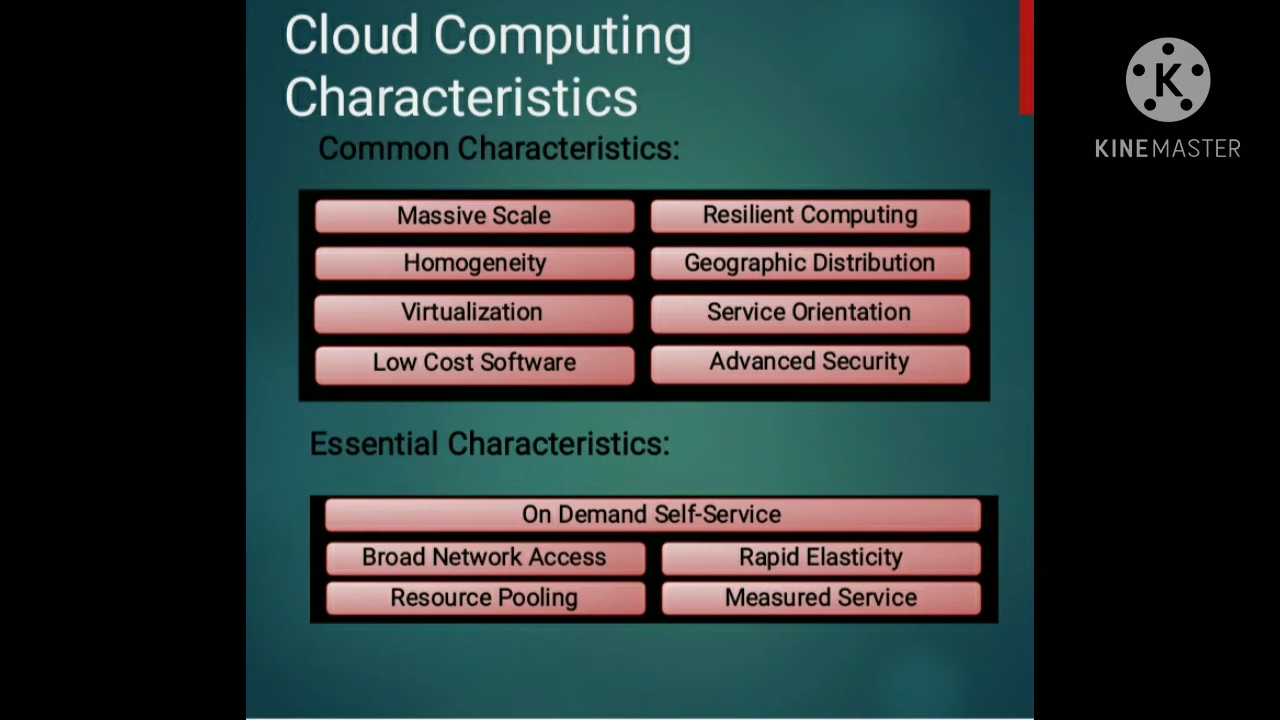 Cloud Computing
Characteristics
Common Characteristics:
Massive Scale
Resilient Computing
Homogeneity
Geographic Distribution
Virtualization
Service Orientation
Low Cost Software
Advanced Security
Essential Characteristics:
On Demand Self-Service
Broad Network Access
Rapid Elasticity
Resource Pooling
Measured Service
K
KINEMASTER